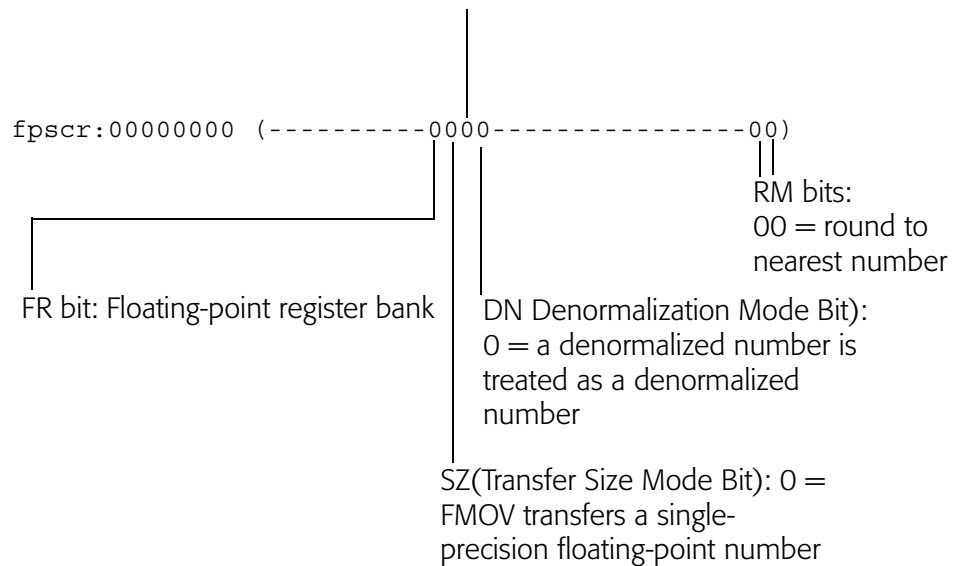 fpscr:00000000 (----------0000----------------00)
RM bits:
00 = round to
nearest number
FR bit: Floating-point register bank
DN Denormalization Mode Bit):
0 = a denormalized number is
treated as a denormalized
number
SZ(Transfer Size Mode Bit): 0 =
FMOV transfers a single-
precision floating-point number